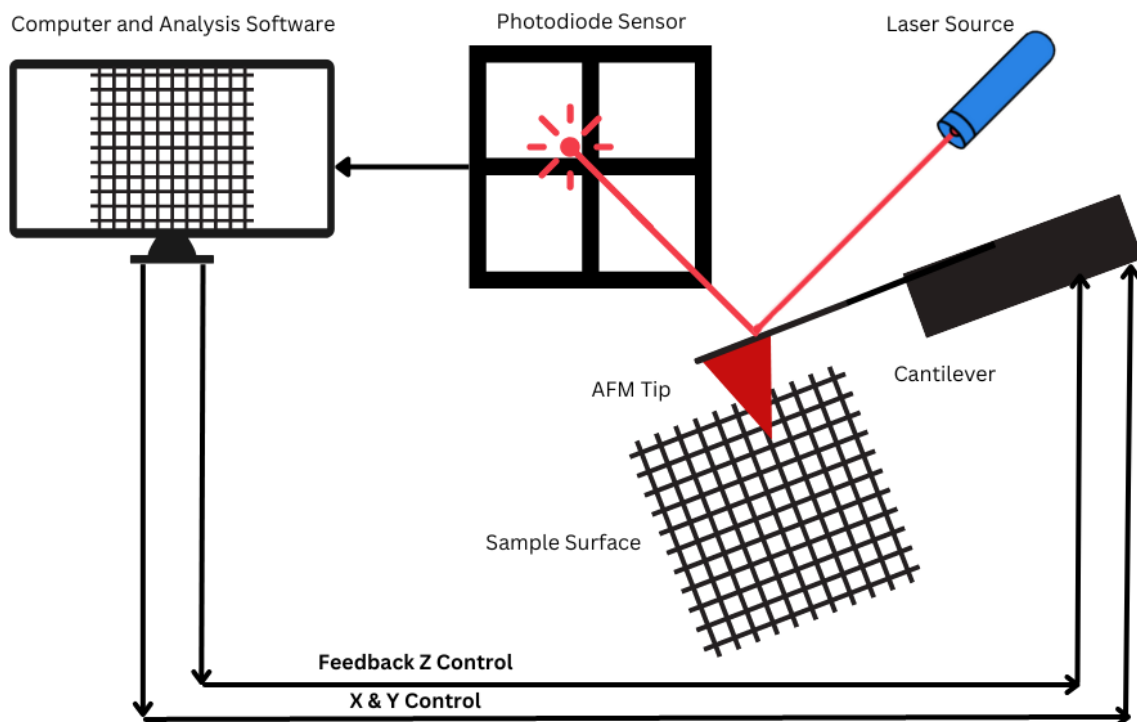 Computer and Analysis Software
Photodiode Sensor
Laser Source
Cantilever
AFM Tip
Sample Surface
Feedback Z Control
X & Y Control